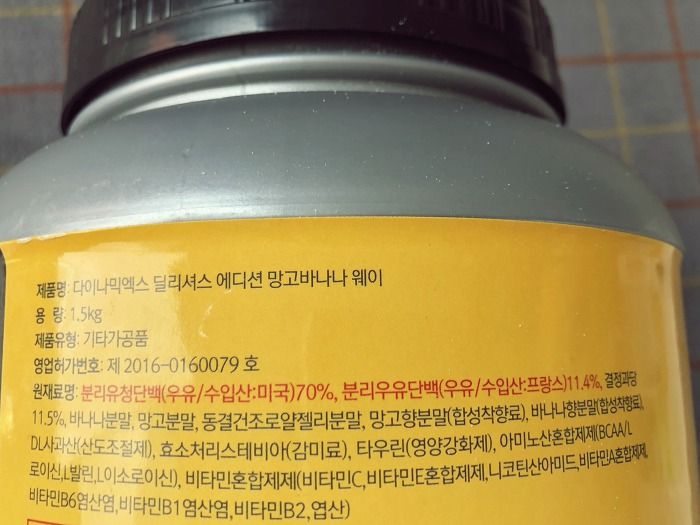 제품명: 다이나믹엑스 딜리셔스 에디션 망고바나나 웨이
용 량: 1.5kg
제품유형: 기타가공품
영업허가번호: 제 2016-0160079 호
원재료명: 분리유청단백(우유/수입산:미국)70%, 분리우유단백(우유/수입산:프랑스)11.4%, 결정과당
11.5%, 바나나분말, 망고분말, 동결건조로얄젤리분말, 망고향분말(합성착향료), 바나나향분말(합성착향료),
DL사과산(산도조절제), 효소처리스테비아(감미료), 타우린(영양강화제), 아미노산혼합제제(BCAA/L
로이신,L발린,L이소로이신), 비타민혼합제제(비타민C,비타민E혼합제제,니코틴산아미드,비타민A혼합제제,
비타민B6염산염,비타민B1염산염,비타민B2,엽산)